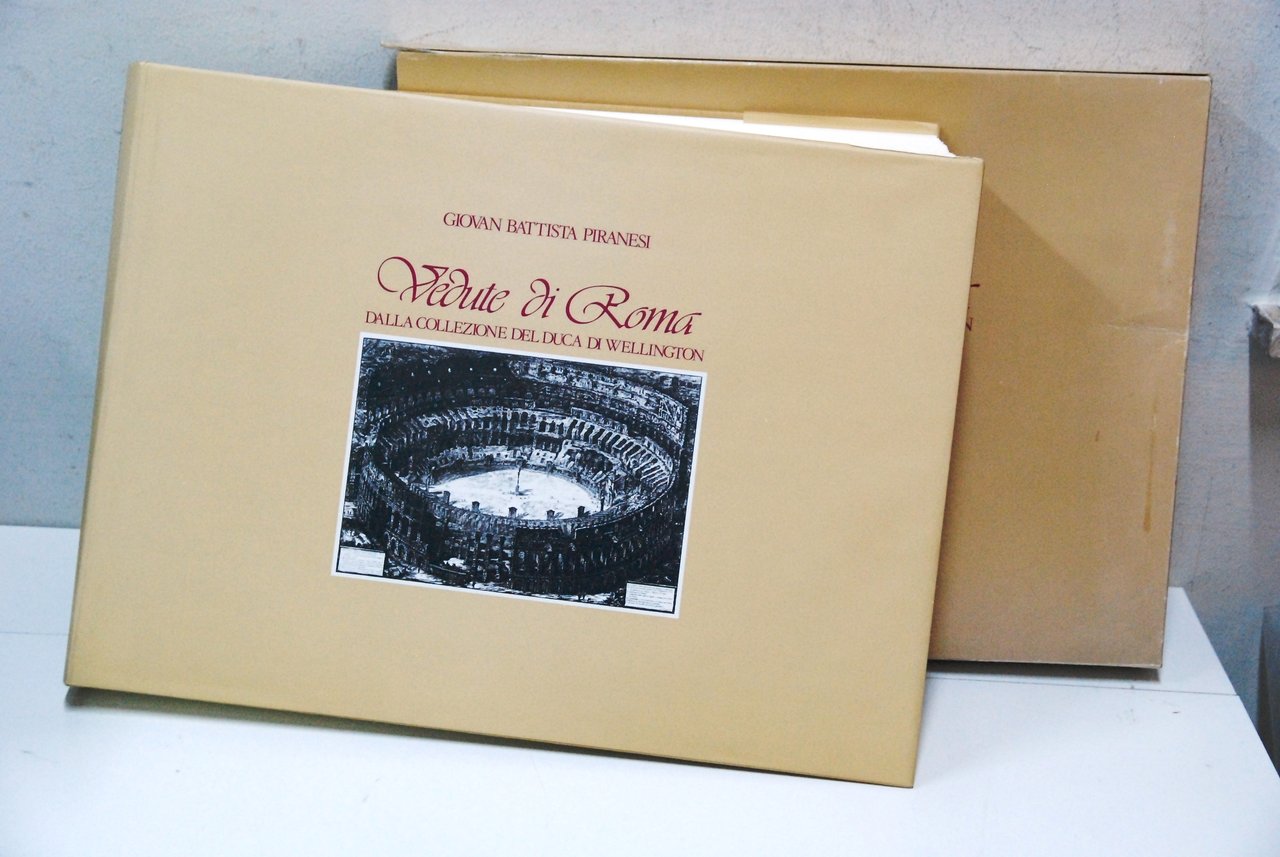 GIOVAN BATTISTA PIRANESI
Vedute di Roma
DALLA COLLEZIONE DEL DUCA DI WELLINGTON